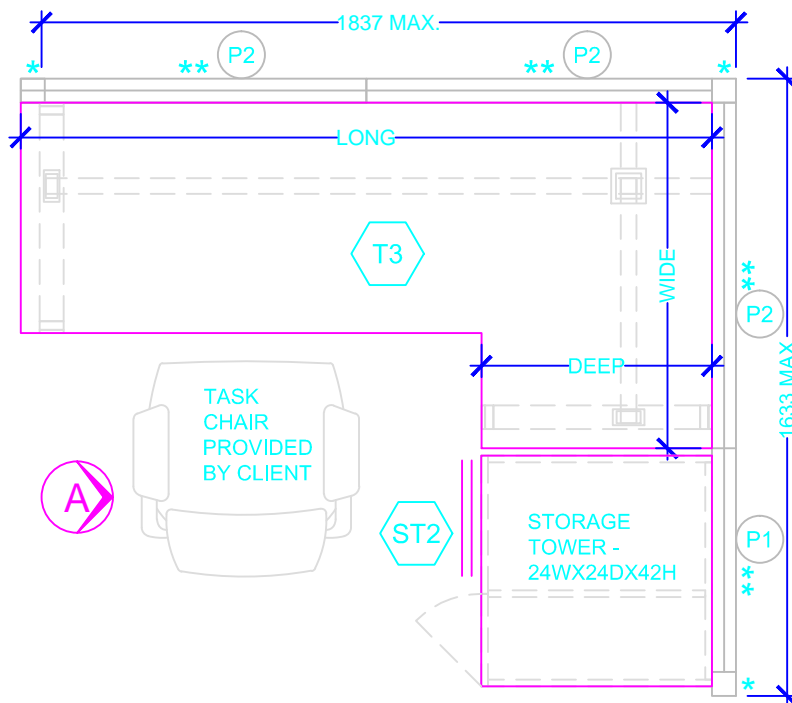 1837 MAX.
* ** P2 ** P2 *
LONG
T3
WIDE
**
P2
1633 MAX.
DEEP
TASK
CHAIR
PROVIDED
BY CLIENT
A
ST2
STORAGE
TOWER -
24WX24DX42H
P1
**
*